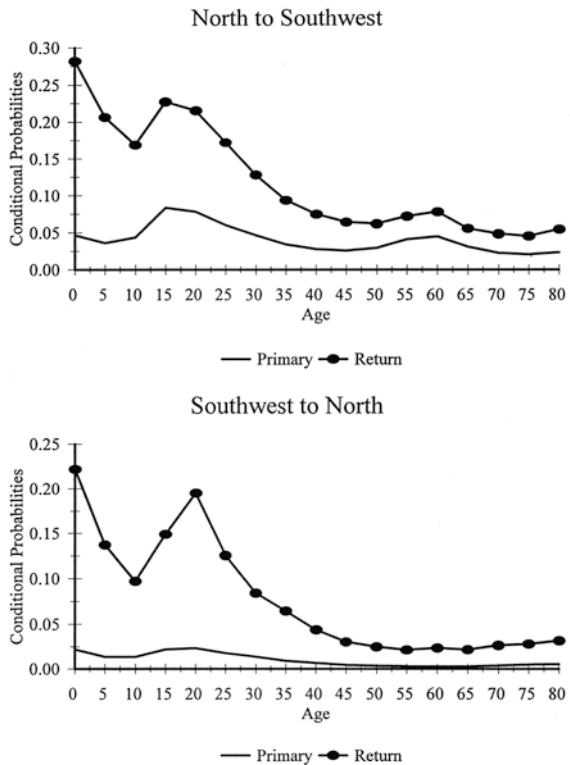 North to Southwest
Conditional Probabilities
0.30
0.25
0.20
0.15
0.10
0.05
0.00
0 5 10 15 20 25 30 35 40 45 50 55 60 65 70 75 80
Age
Primary Return
Southwest to North
Conditional Probabilities
0.25
0.20
0.15
0.10
0.05
0.00
0 5 10 15 20 25 30 35 40 45 50 55 60 65 70 75 80
Age
Primary Return